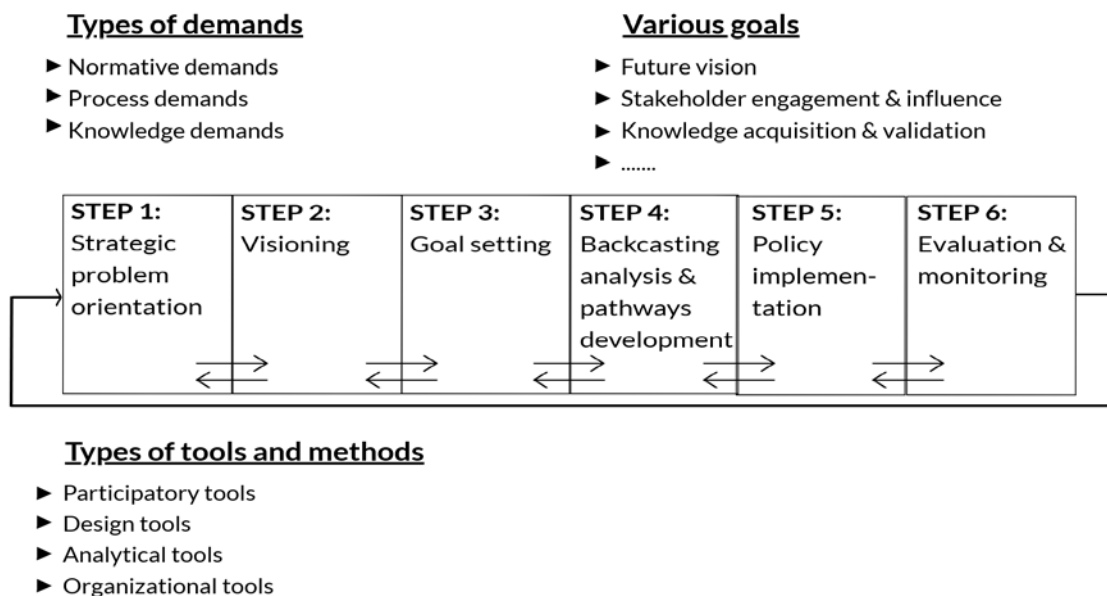 Types of demands
► Normative demands
► Process demands
► Knowledge demands
Various goals
► Future vision
► Stakeholder engagement & influence
► Knowledge acquisition & validation
► .......
STEP 1:
Strategic
problem
orientation
STEP 2:
Visioning
STEP 3:
Goal setting
STEP 4:
Backcasting
analysis &
pathways
development
STEP 5:
Policy
implemen-
tation
STEP 6:
Evaluation &
monitoring
Types of tools and methods
► Participatory tools
► Design tools
► Analytical tools
► Organizational tools